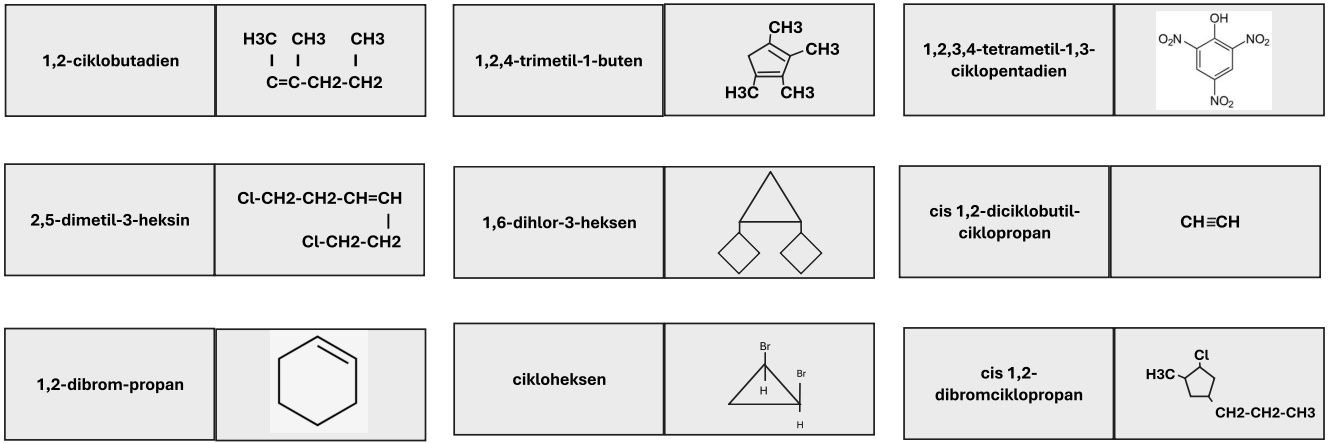 1,2-ciklobutadien
H3C CH3 CH3
C=C-CH2-CH2
1,2,4-trimetil-1-buten
CH3
CH3
H3C CH3
1,2,3,4-tetrametil-1,3-
ciklopentadien
OH
O₂N NO₂
NO₂
2,5-dimetil-3-heksin
Cl-CH2-CH2-CH=CH
Cl-CH2-CH2
1,6-dihlor-3-heksen
cis 1,2-diciklobutil-
ciklopropan
CH≡CH
1,2-dibrom-propan
cikloheksen
Br
Br
H
H
cis 1,2-
dibromciklopropan
Cl
H3C
CH2-CH2-CH3